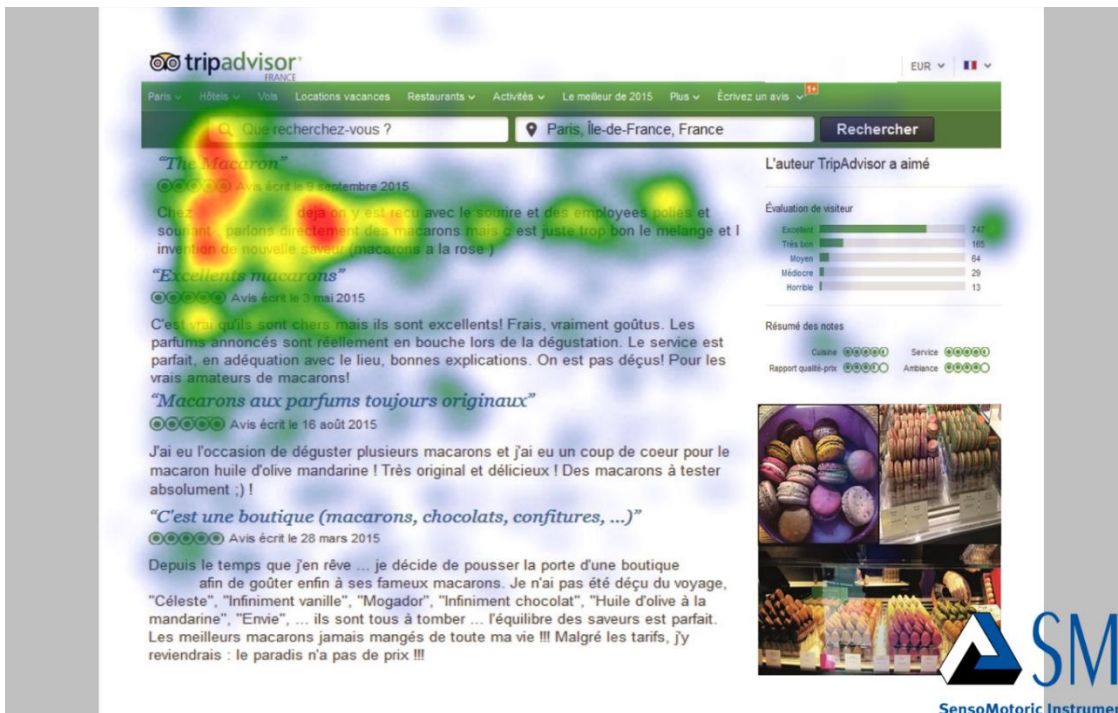 tripadvisor
FRANCE
EUR
Paris Hôtels Vols Locations vacances Restaurants Activités Le meilleur de 2015 Plus Écrivez un avis 1+
Que recherchez-vous ?
Paris, Île-de-France, France
Rechercher
“The Macaron”
Avis écrit le 9 septembre 2015
Chez deja on y est recu avec le sourire et des employees polies et
souriant parlons directement des macarons mais c est juste trop bon le melange et l
invention de nouvelle saveur (macarons a la rose )
“Excellents macarons”
Avis écrit le 3 mai 2015
C'est vrai qu'ils sont chers mais ils sont excellents! Frais, vraiment goûtus. Les
parfums annoncés sont réellement en bouche lors de la dégustation. Le service est
parfait, en adéquation avec le lieu, bonnes explications. On est pas déçus! Pour les
vrais amateurs de macarons!
“Macarons aux parfums toujours originaux”
Avis écrit le 16 août 2015
J'ai eu l'occasion de déguster plusieurs macarons et j'ai eu un coup de coeur pour le
macaron huile d'olive mandarine ! Très original et délicieux ! Des macarons à tester
absolument ;) !
“C'est une boutique (macarons, chocolats, confitures, ...)”
Avis écrit le 28 mars 2015
Depuis le temps que j'en rêve ... je décide de pousser la porte d'une boutique
afin de goûter enfin à ses fameux macarons. Je n'ai pas été déçu du voyage,
"Céleste", "Infiniment vanille", "Mogador", "Infiniment chocolat", "Huile d'olive à la
mandarine", "Envie", ... ils sont tous à tomber ... l'équilibre des saveurs est parfait.
Les meilleurs macarons jamais mangés de toute ma vie !!! Malgré les tarifs, j'y
reviendrais : le paradis n'a pas de prix !!!
L'auteur TripAdvisor a aimé
Évaluation de visiteur
Excellent 747
Très bon 165
Moyen 64
Médiocre 29
Horrible 13
Résumé des notes
Cuisine Service
Rapport qualité-prix Ambiance
SM
SensoMotoric Instrumen